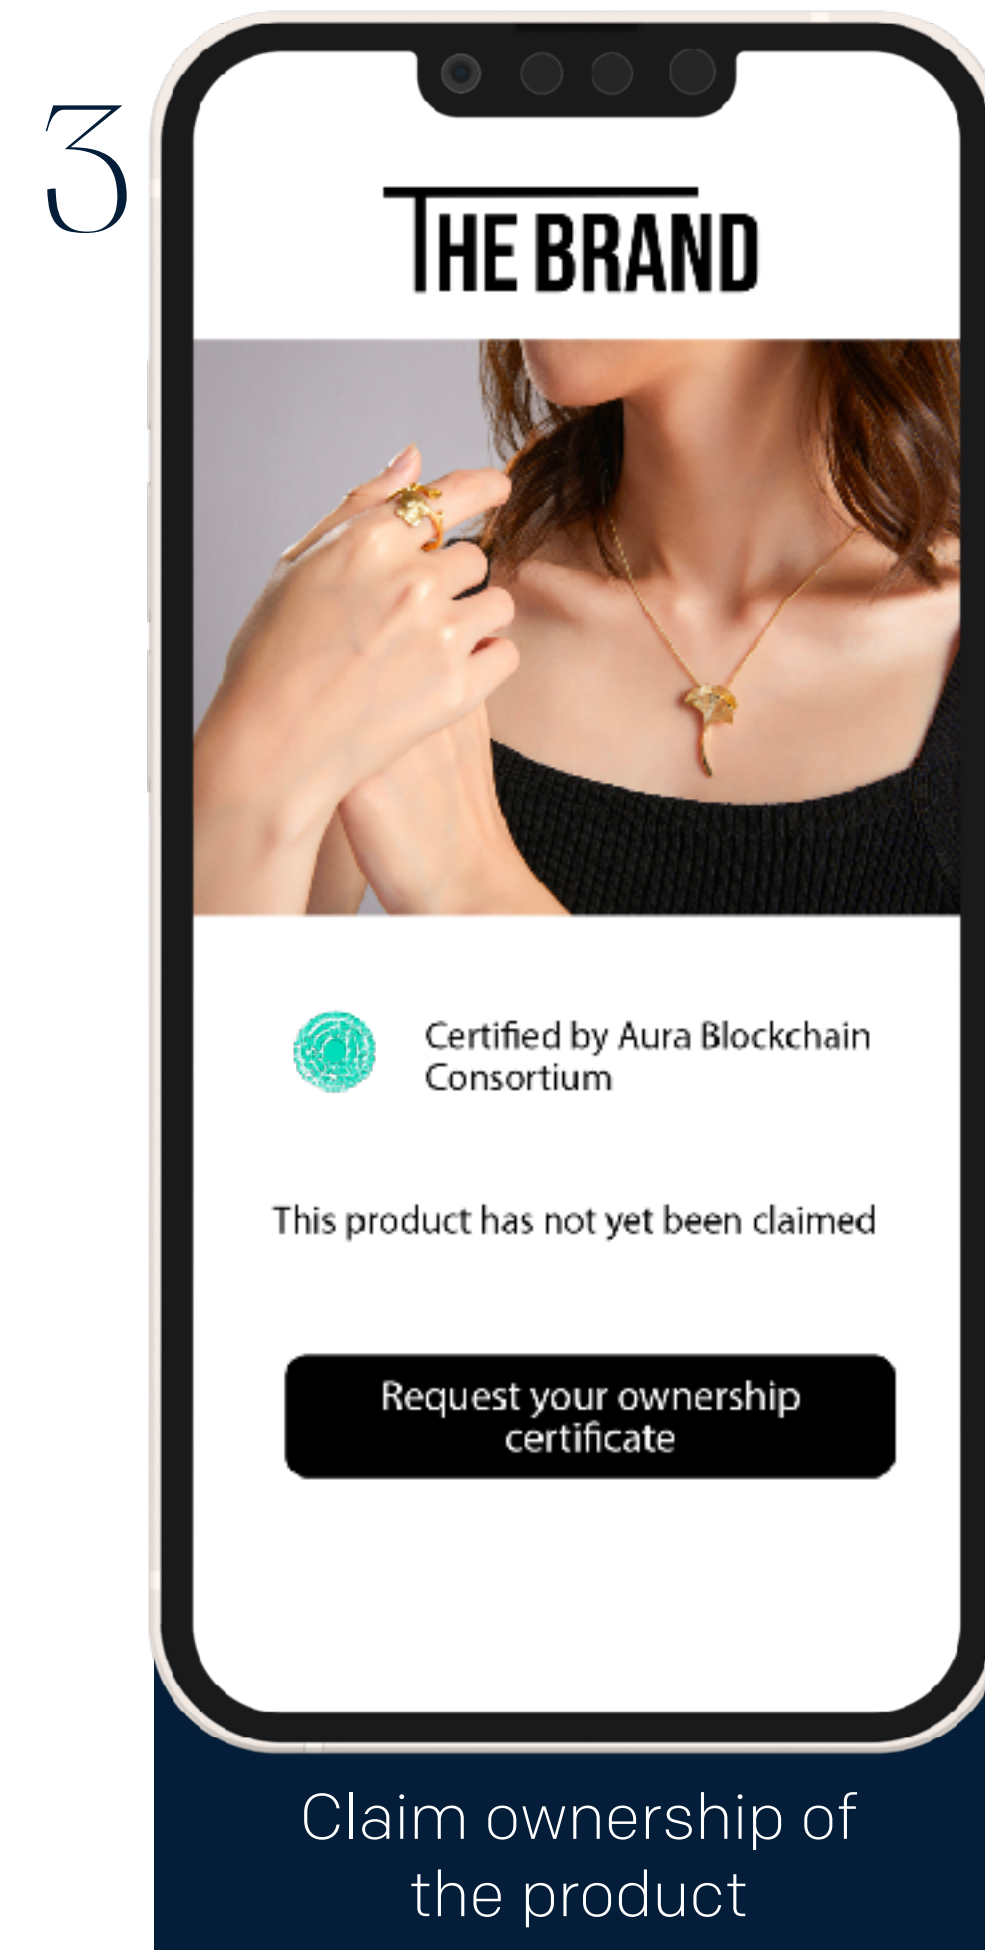 3
THE BRAND
Certified by Aura Blockchain
Consortium
This product has not yet been claimed
Request your ownership
certificate
Claim ownership of
the product